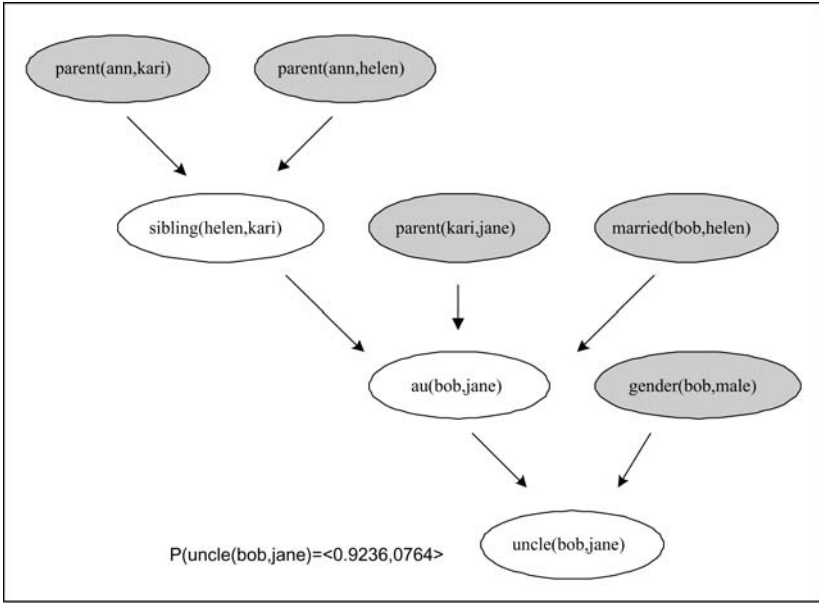 parent(ann,kari)
parent(ann,helen)
sibling(helen,kari)
parent(kari,jane)
married(bob,helen)
au(bob,jane)
gender(bob,male)
uncle(bob,jane)
P(uncle(bob,jane)=<0.9236,0764>